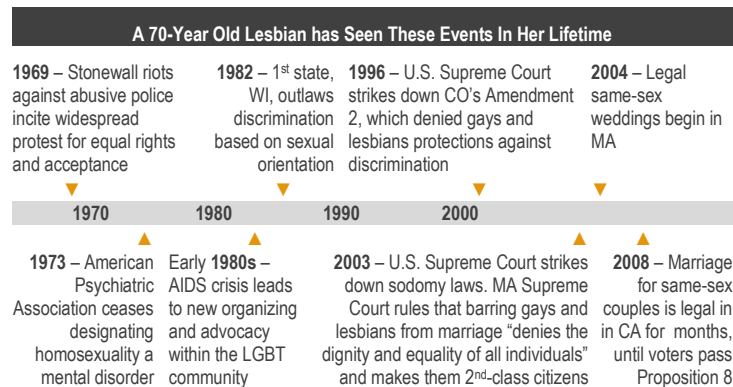 A 70-Year Old Lesbian has Seen These Events In Her Lifetime
1969 – Stonewall riots
against abusive police
incite widespread
protest for equal rights
and acceptance
1982 – 1st state,
WI, outlaws
discrimination
based on sexual
orientation
1996 – U.S. Supreme Court
strikes down CO’s Amendment
2, which denied gays and
lesbians protections against
discrimination
2004 – Legal
same-sex
weddings begin in
MA
1970 1980 1990 2000
1973 – American
Psychiatric
Association ceases
designating
homosexuality a
mental disorder
Early 1980s –
AIDS crisis leads
to new organizing
and advocacy
within the LGBT
community
2003 – U.S. Supreme Court strikes
down sodomy laws. MA Supreme
Court rules that barring gays and
lesbians from marriage “denies the
dignity and equality of all individuals”
and makes them 2nd-class citizens
2008 – Marriage
for same-sex
couples is legal in
in CA for months,
until voters pass
Proposition 8